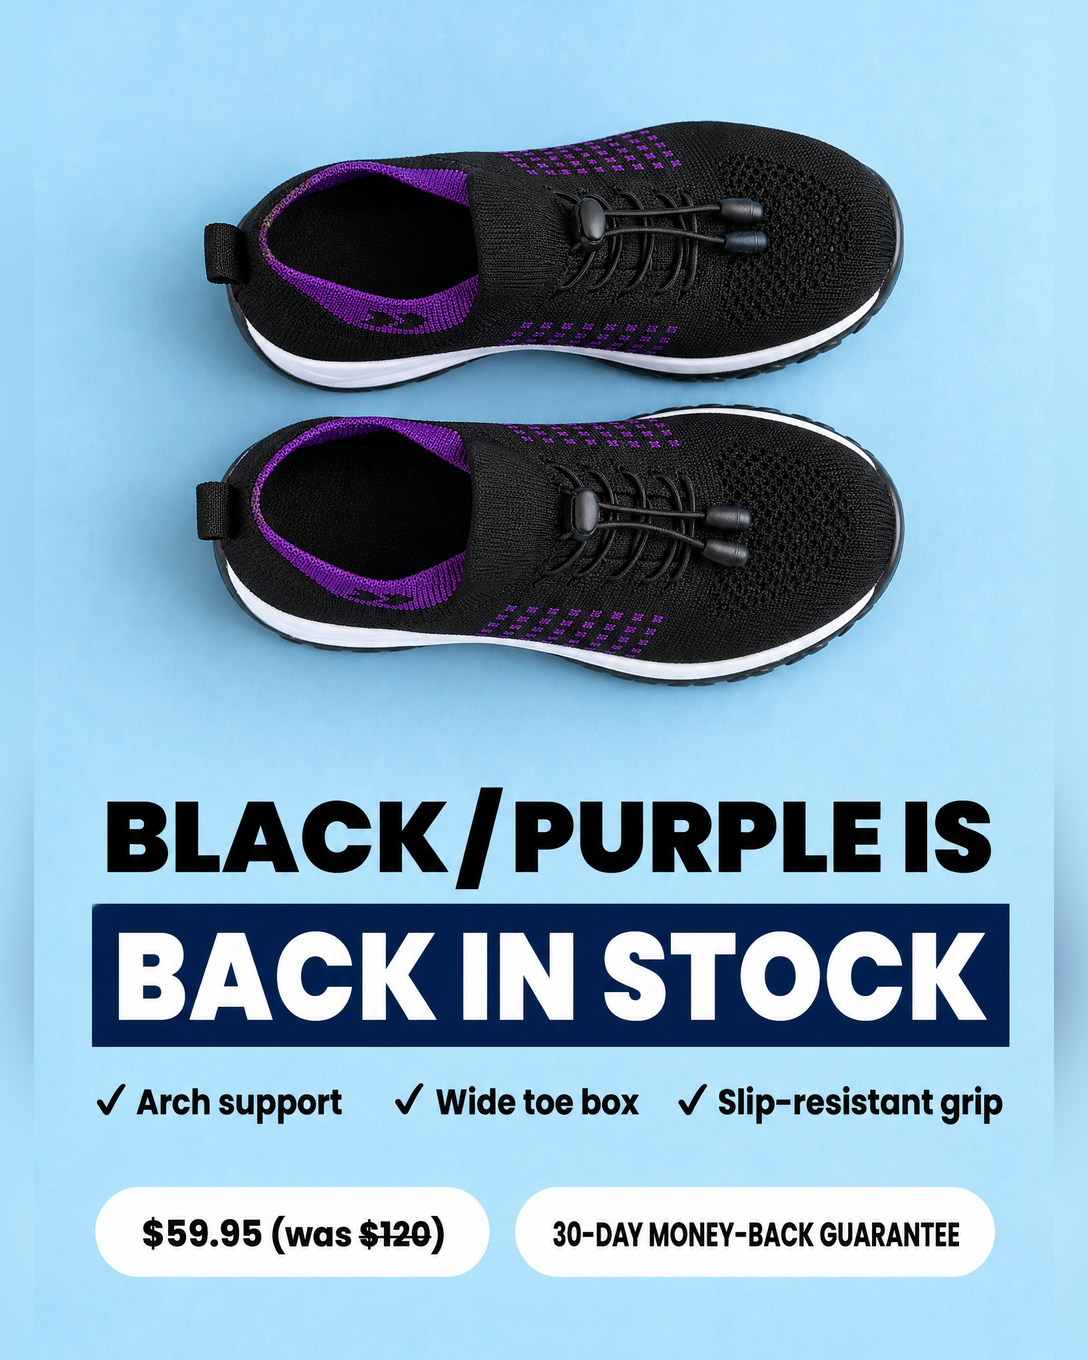 BLACK/PURPLE IS
BACK IN STOCK
✓ Arch support ✓ Wide toe box ✓ Slip-resistant grip
$59.95 (was $120)
30-DAY MONEY-BACK GUARANTEE